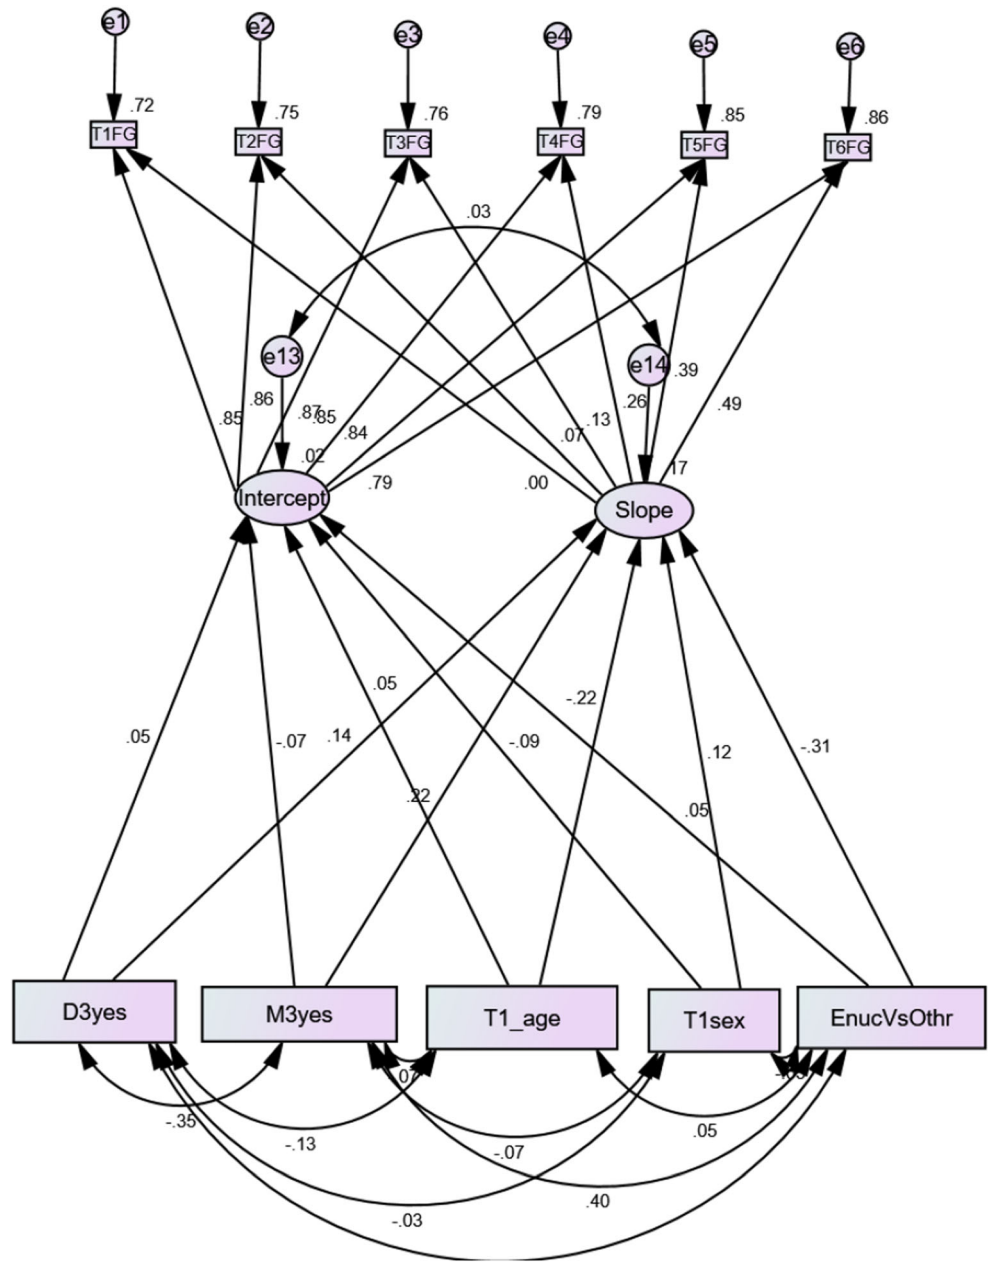 e1
e2
e3
e4
e5
e6
.72
.75
.76
.79
.85
.86
T1FG
T2FG
T3FG
T4FG
T5FG
T6FG
.03
e13
e14
.39
.85
.86
.87
.85
.84
.07
.13
.26
.49
.02
.79
.00
.17
Intercept
Slope
.05
-.22
.05
-.07
.14
-.09
.12
-.31
.22
.05
D3yes
M3yes
T1_age
T1sex
EnucVsOthr
.07
-.35
-.13
-.07
.05
.40
-.03